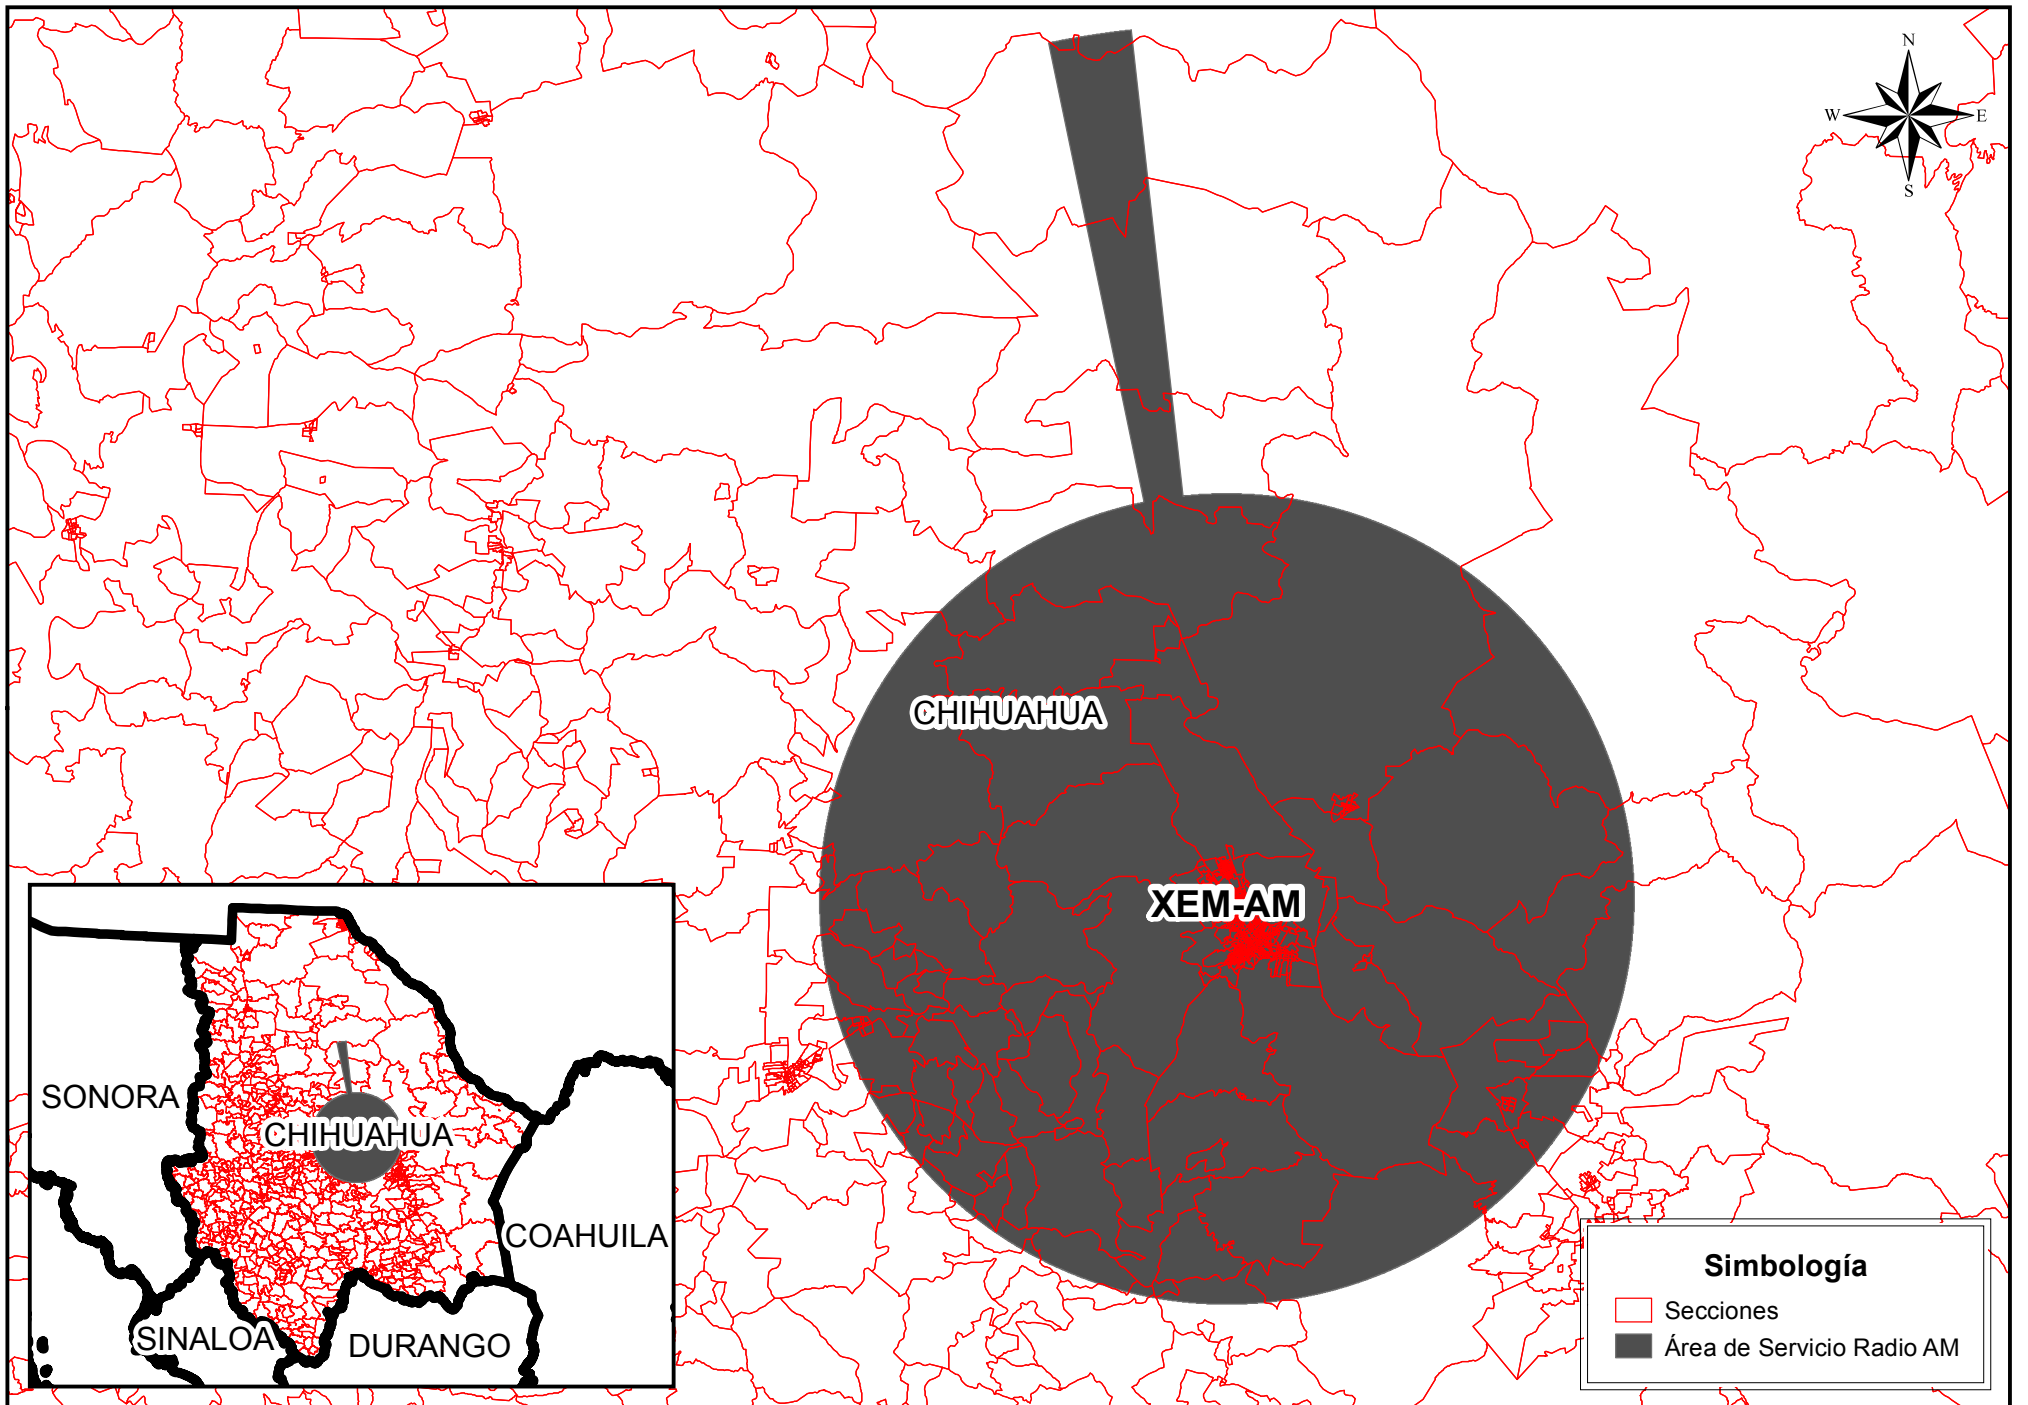 N
W
E
S
CHIHUAHUA
XEM-AM
SONORA
CHIHUAHUA
COAHUILA
SINALOA
DURANGO
Simbología
Secciones
Área de Servicio Radio AM